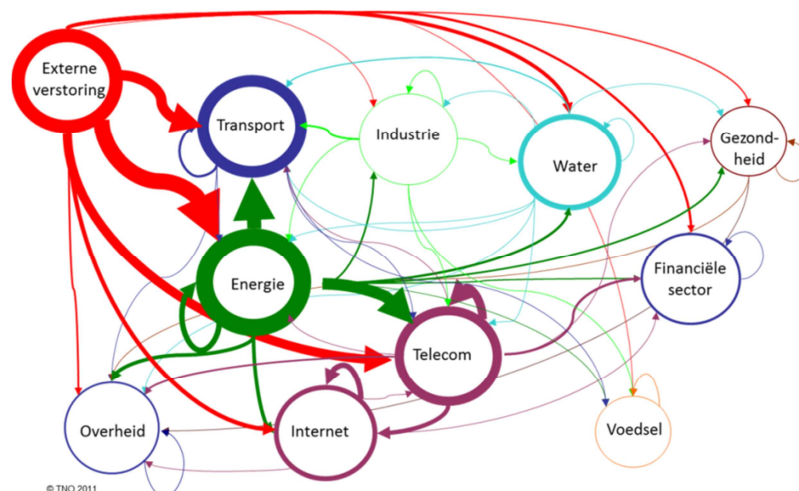 Externe
verstoring
Transport
Industrie
Water
Gezond-
heid
Energie
Financiële
sector
Telecom
Overheid
Internet
Voedsel
© TNO 2011